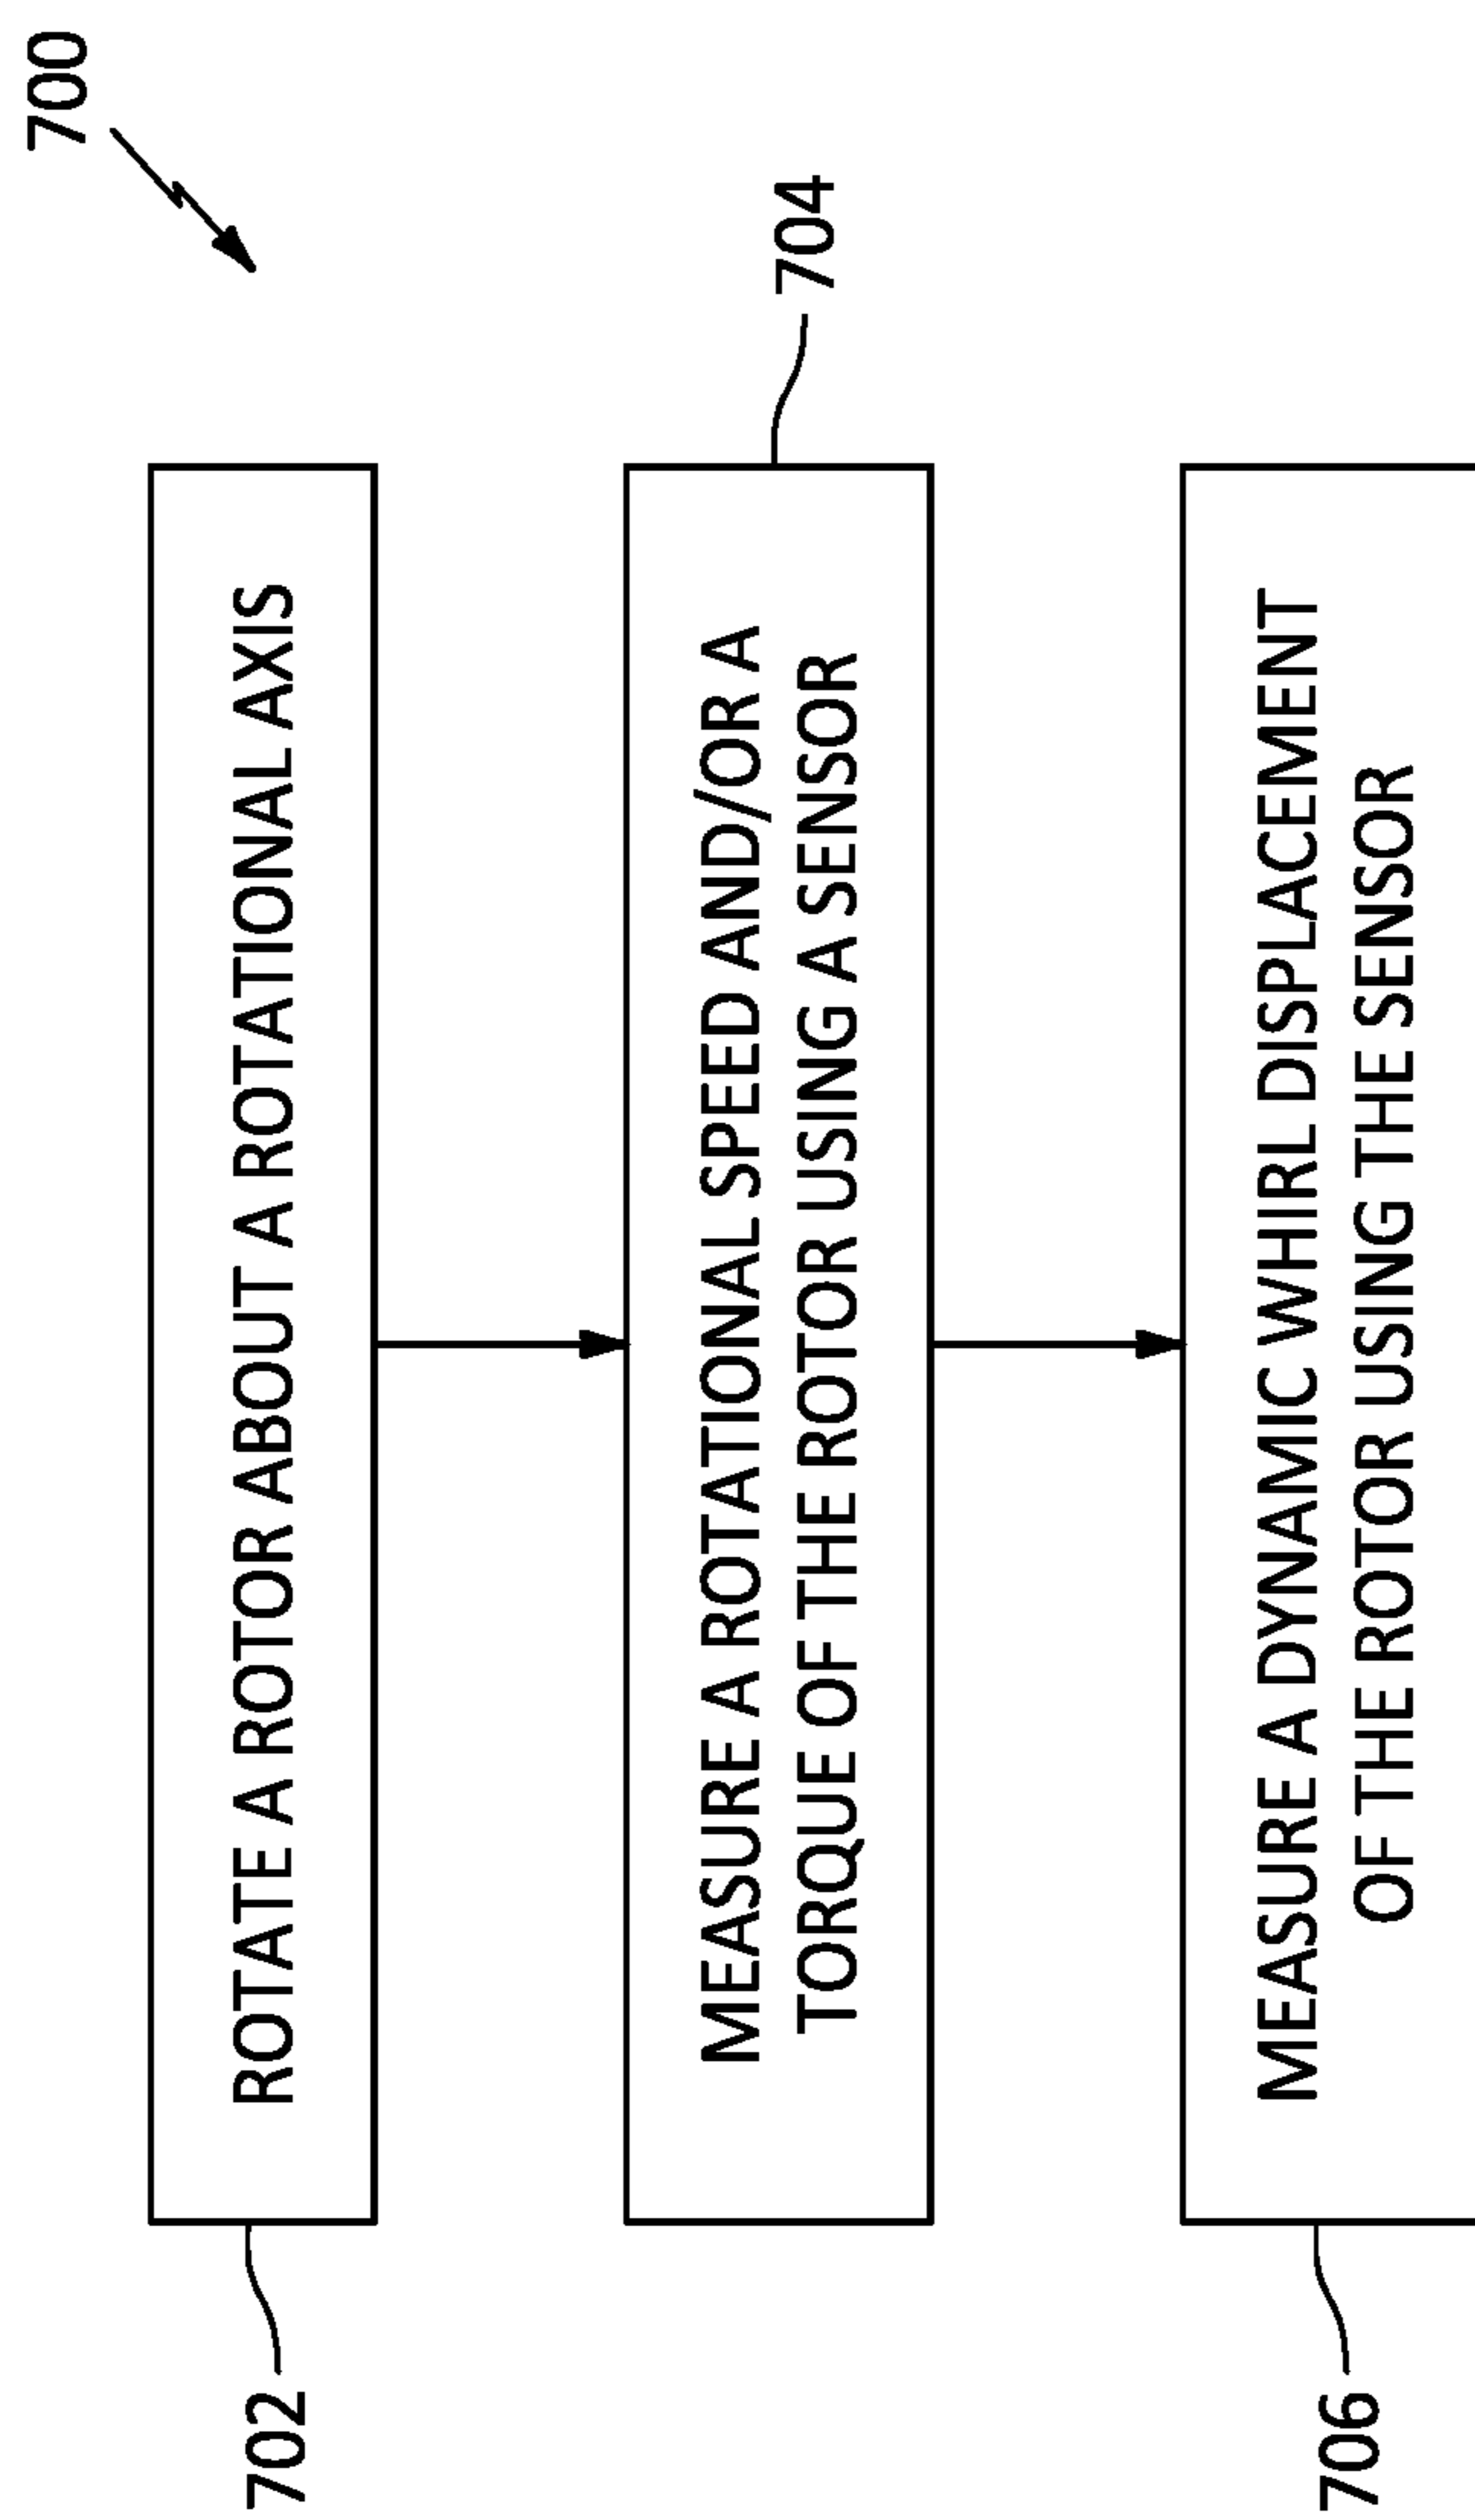 700
702
ROTATE A ROTOR ABOUT A ROTATIONAL AXIS
704
MEASURE A ROTATIONAL SPEED AND/OR A
TORQUE OF THE ROTOR USING A SENSOR
706
MEASURE A DYNAMIC WHIRL DISPLACEMENT
OF THE ROTOR USING THE SENSOR